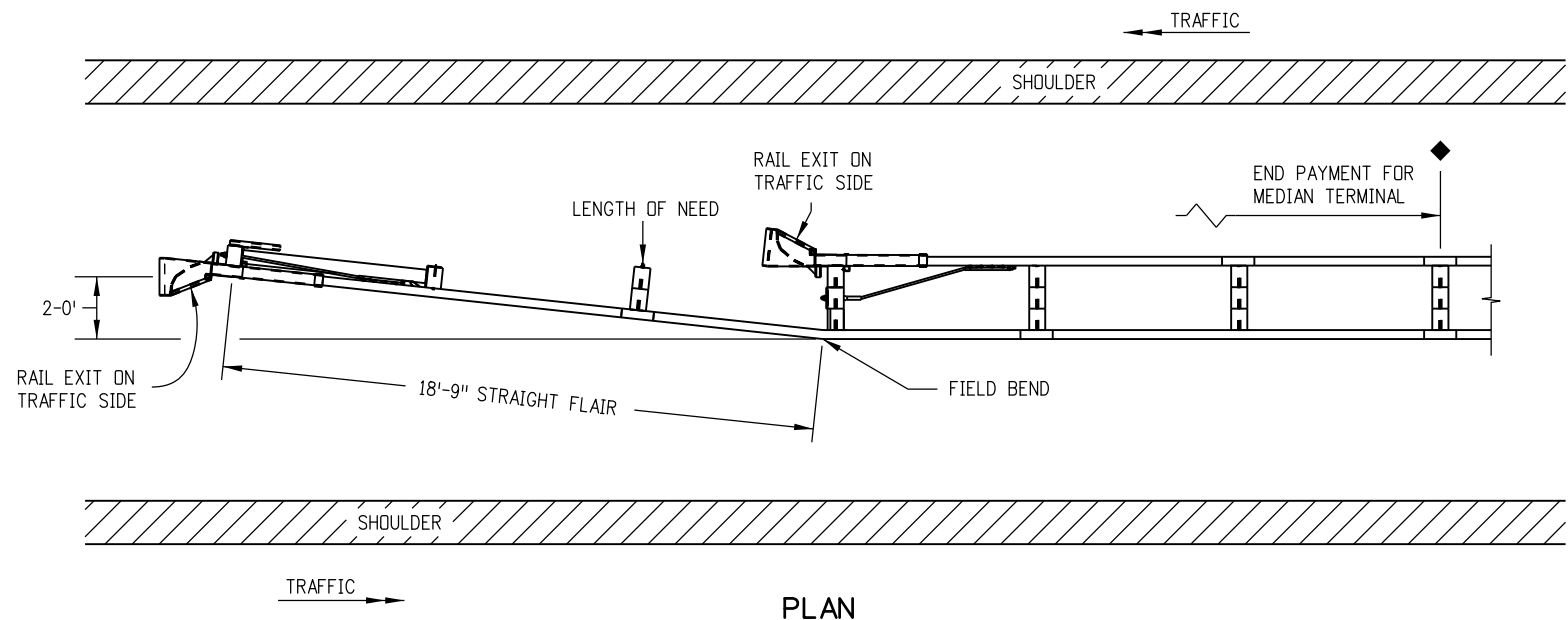 TRAFFIC
SHOULDER
RAIL EXIT ON
TRAFFIC SIDE
END PAYMENT FOR
MEDIAN TERMINAL
LENGTH OF NEED
2-0'
RAIL EXIT ON
TRAFFIC SIDE
18'-9" STRAIGHT FLAIR
FIELD BEND
SHOULDER
TRAFFIC
PLAN